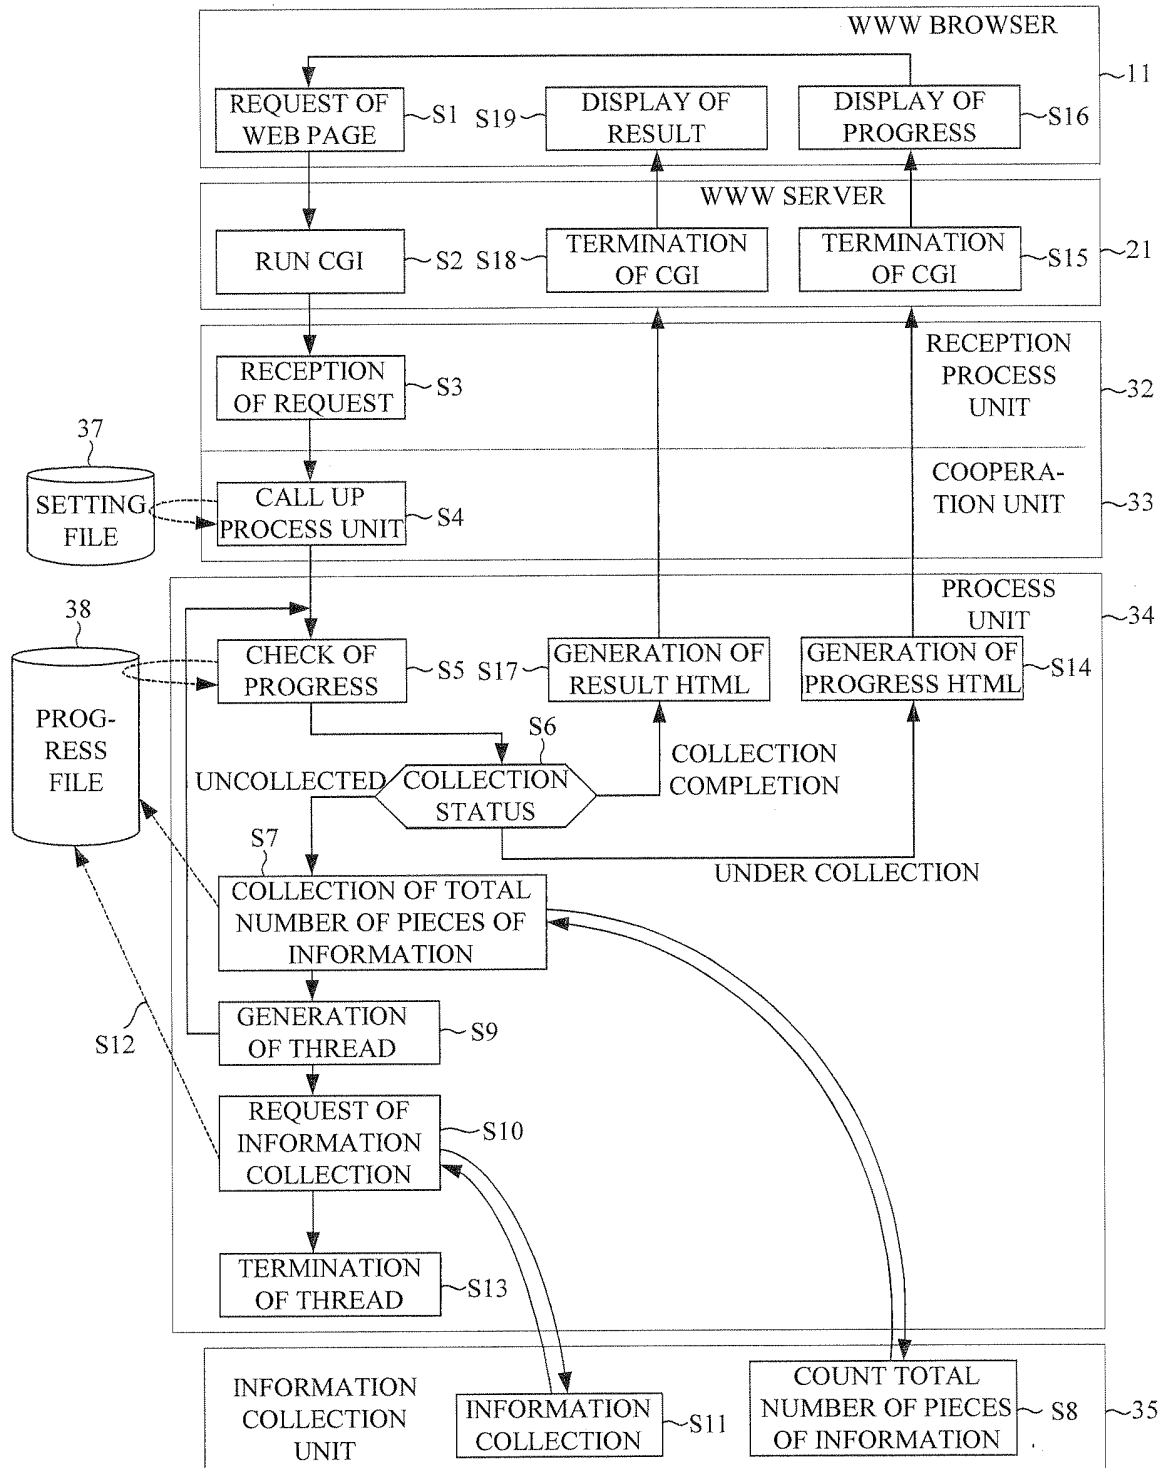 WWW BROWSER
11
REQUEST OF
WEB PAGE
S1
S19
DISPLAY OF
RESULT
DISPLAY OF
PROGRESS
S16
WWW SERVER
RUN CGI
S2
S18
TERMINATION
OF CGI
TERMINATION
OF CGI
S15
21
RECEPTION
PROCESS
UNIT
32
RECEPTION
OF REQUEST
S3
37
SETTING
FILE
CALL UP
PROCESS UNIT
S4
COOPERA-
TION UNIT
33
PROCESS
UNIT
34
38
PROG-
RESS
FILE
CHECK OF
PROGRESS
S5
S17
GENERATION OF
RESULT HTML
GENERATION OF
PROGRESS HTML
S14
S6
UNCOLLECTED
COLLECTION
STATUS
COLLECTION
COMPLETION
UNDER COLLECTION
S7
COLLECTION OF TOTAL
NUMBER OF PIECES OF
INFORMATION
S12
GENERATION
OF THREAD
S9
REQUEST OF
INFORMATION
COLLECTION
S10
TERMINATION
OF THREAD
S13
INFORMATION
COLLECTION
UNIT
INFORMATION
COLLECTION
S11
COUNT TOTAL
NUMBER OF PIECES
OF INFORMATION
S8
35